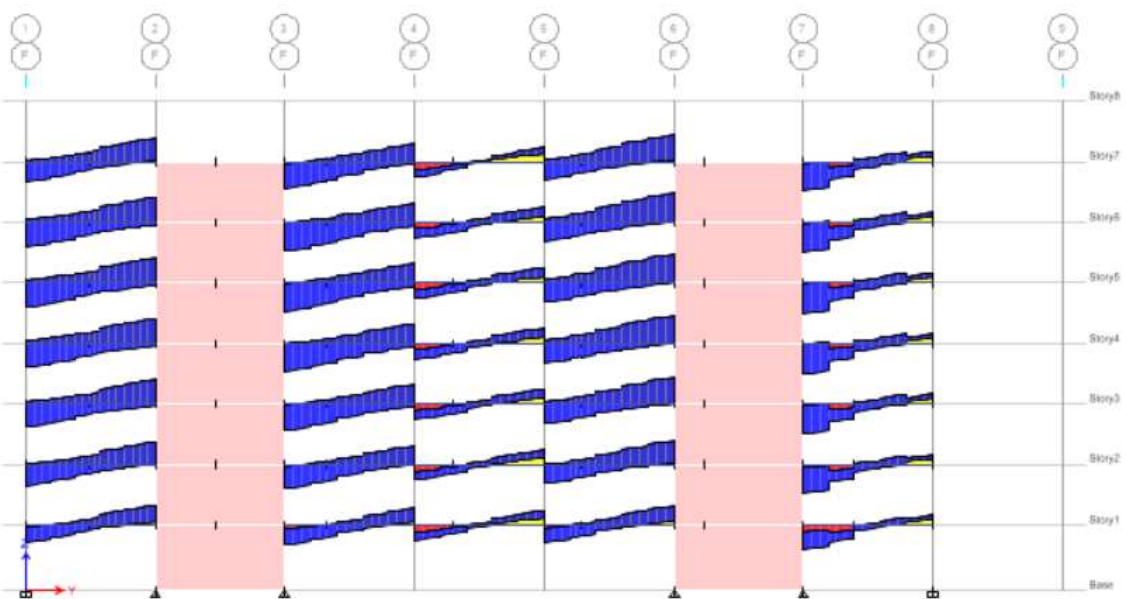 1 2 3 4 5 6 7 8 9
F F F F F F F F F
Story8
Story7
Story6
Story5
Story4
Story3
Story2
Story1
Z
Y
Base